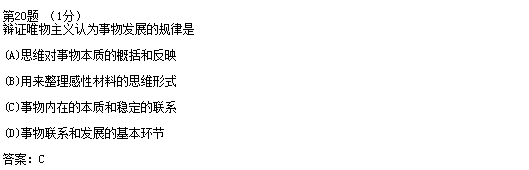 第20题 (1分)
辩证唯物主义认为事物发展的规律是
(A)思维对事物本质的概括和反映
(B)用来整理感性材料的思维形式
(C)事物内在的本质和稳定的联系
(D)事物联系和发展的基本环节
答案：C